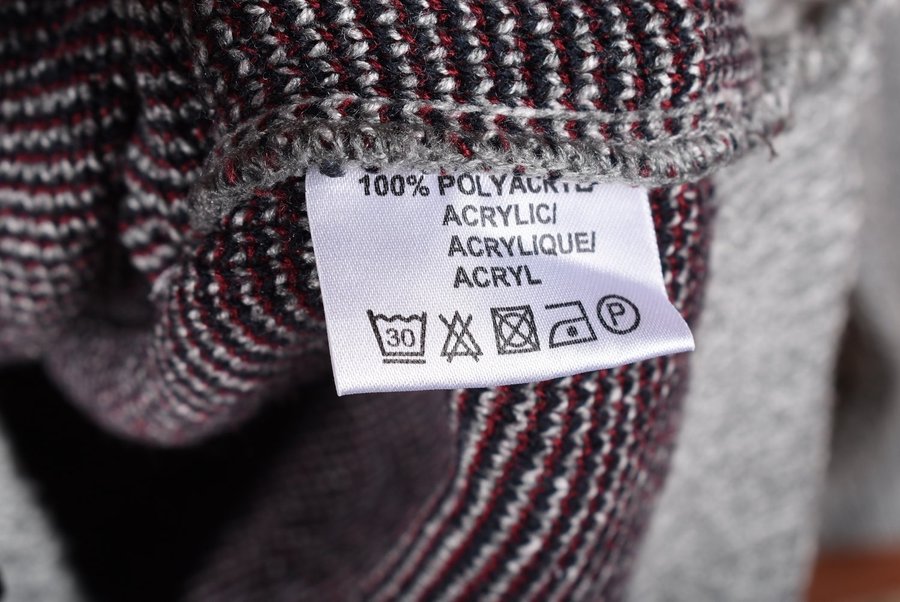 100% POLYACRYL/
ACRYLIC/
ACRYLIQUE/
ACRYL
30 P